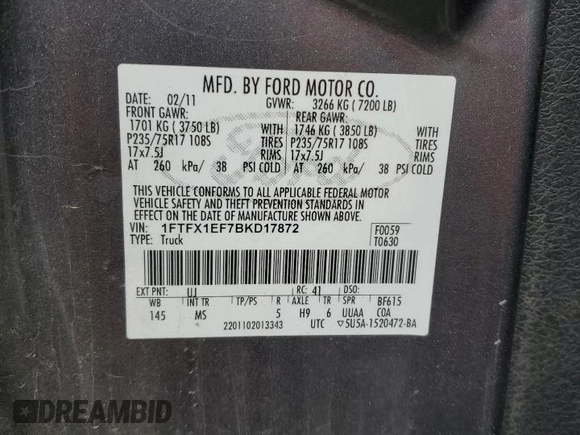 MFD. BY FORD MOTOR CO.
DATE: 02/11 GVWR: 3266 KG ( 7200 LB)
FRONT GAWR: REAR GAWR:
1701 KG ( 3750 LB) 1746 KG ( 3850 LB)
P235/75R17 108S TIRES P235/75R17 108S TIRES
17x7.5J RIMS 17x7.5J RIMS
AT 260 kPa/ 38 PSI COLD AT 260 kPa/ 38 PSI COLD
THIS VEHICLE CONFORMS TO ALL APPLICABLE FEDERAL MOTOR
VEHICLE SAFETY AND THEFT PREVENTION STANDARDS IN
EFFECT ON THE DATE OF MANUFACTURE SHOWN ABOVE.
VIN: 1FTFX1EF7BKD17872 F0059
TYPE: Truck T0630
EXT PNT: UJ RC: 41 DSO:
WB INT TR TP/PS R AXLE TR SPR BF615
145 MS 5 H9 6 UUAA COA
2201102013343 UTC ▽5U5A-1520472-BA
Ford
DREAMBID